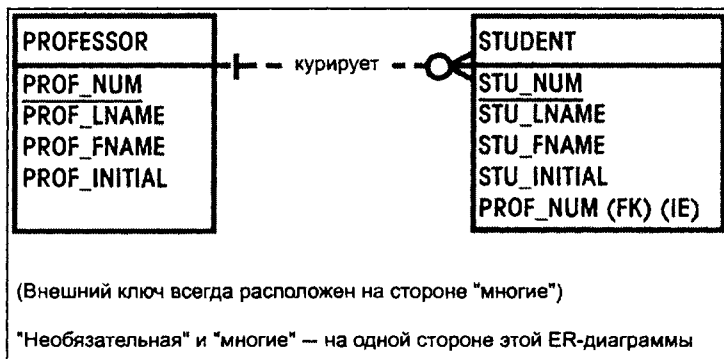 PROFESSOR
PROF_NUM
PROF_LNAME
PROF_FNAME
PROF_INITIAL
курирует
STUDENT
STU_NUM
STU_LNAME
STU_FNAME
STU_INITIAL
PROF_NUM (FK) (IE)
(Внешний ключ всегда расположен на стороне "многие")
"Необязательная" и "многие" — на одной стороне этой ER-диаграммы